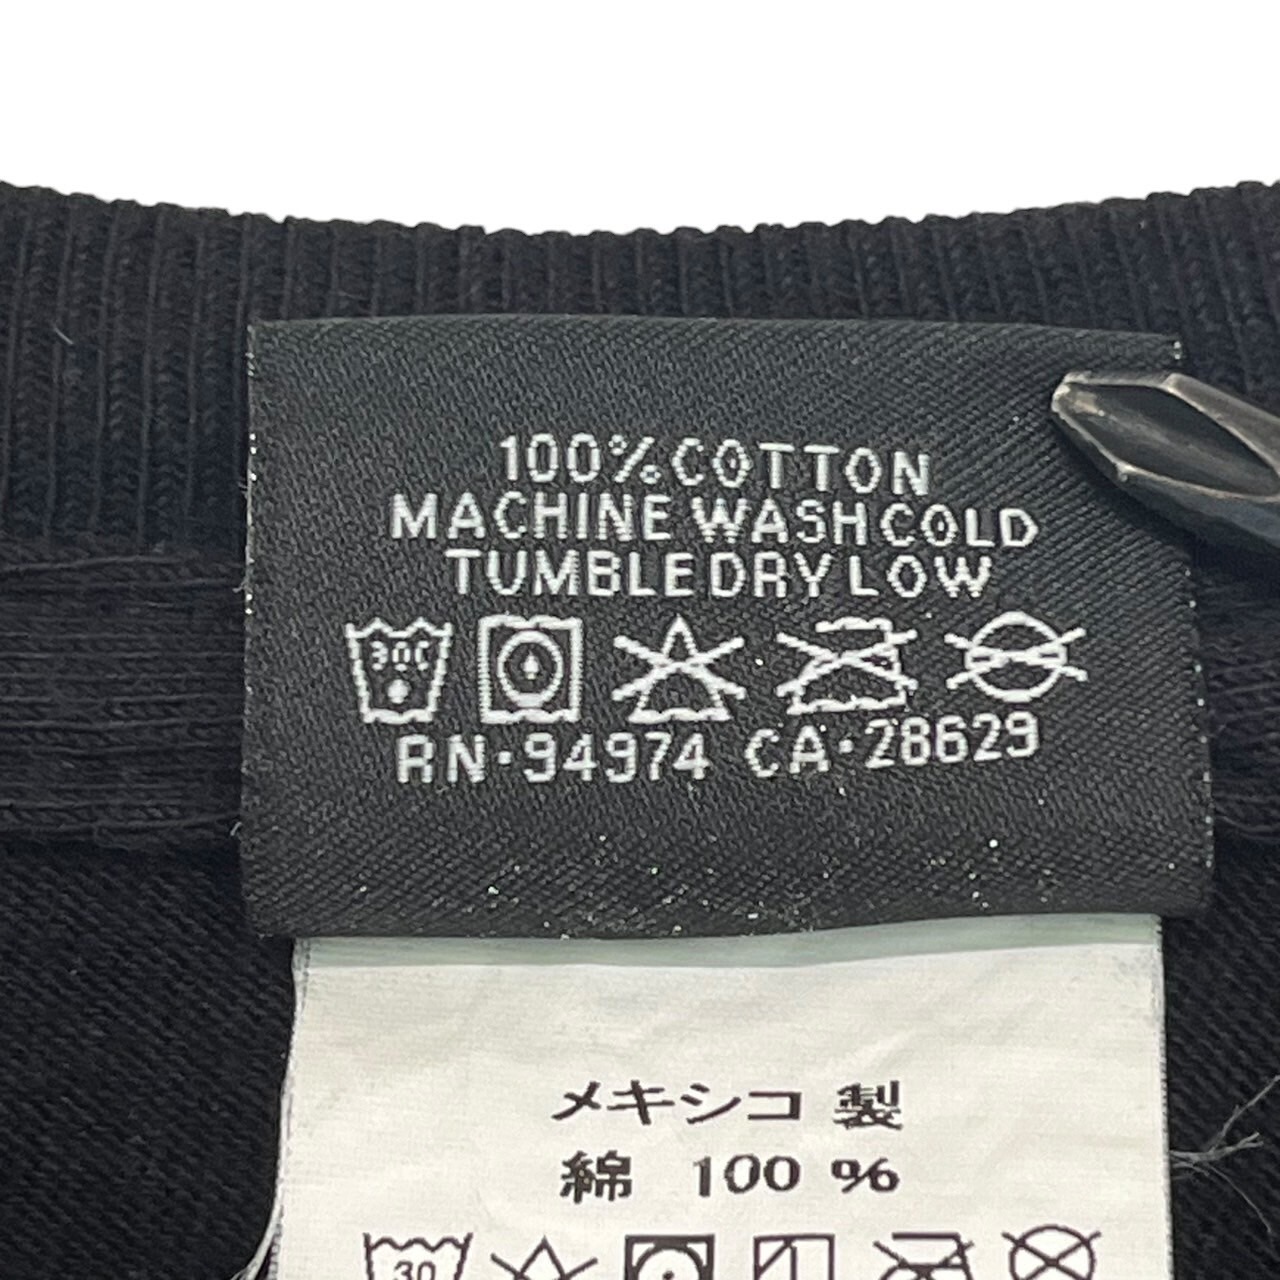 100% COTTON
MACHINE WASH COLD
TUMBLE DRY LOW
30C
RN·94974 CA·28629
メキシコ 製
綿 100 %
30